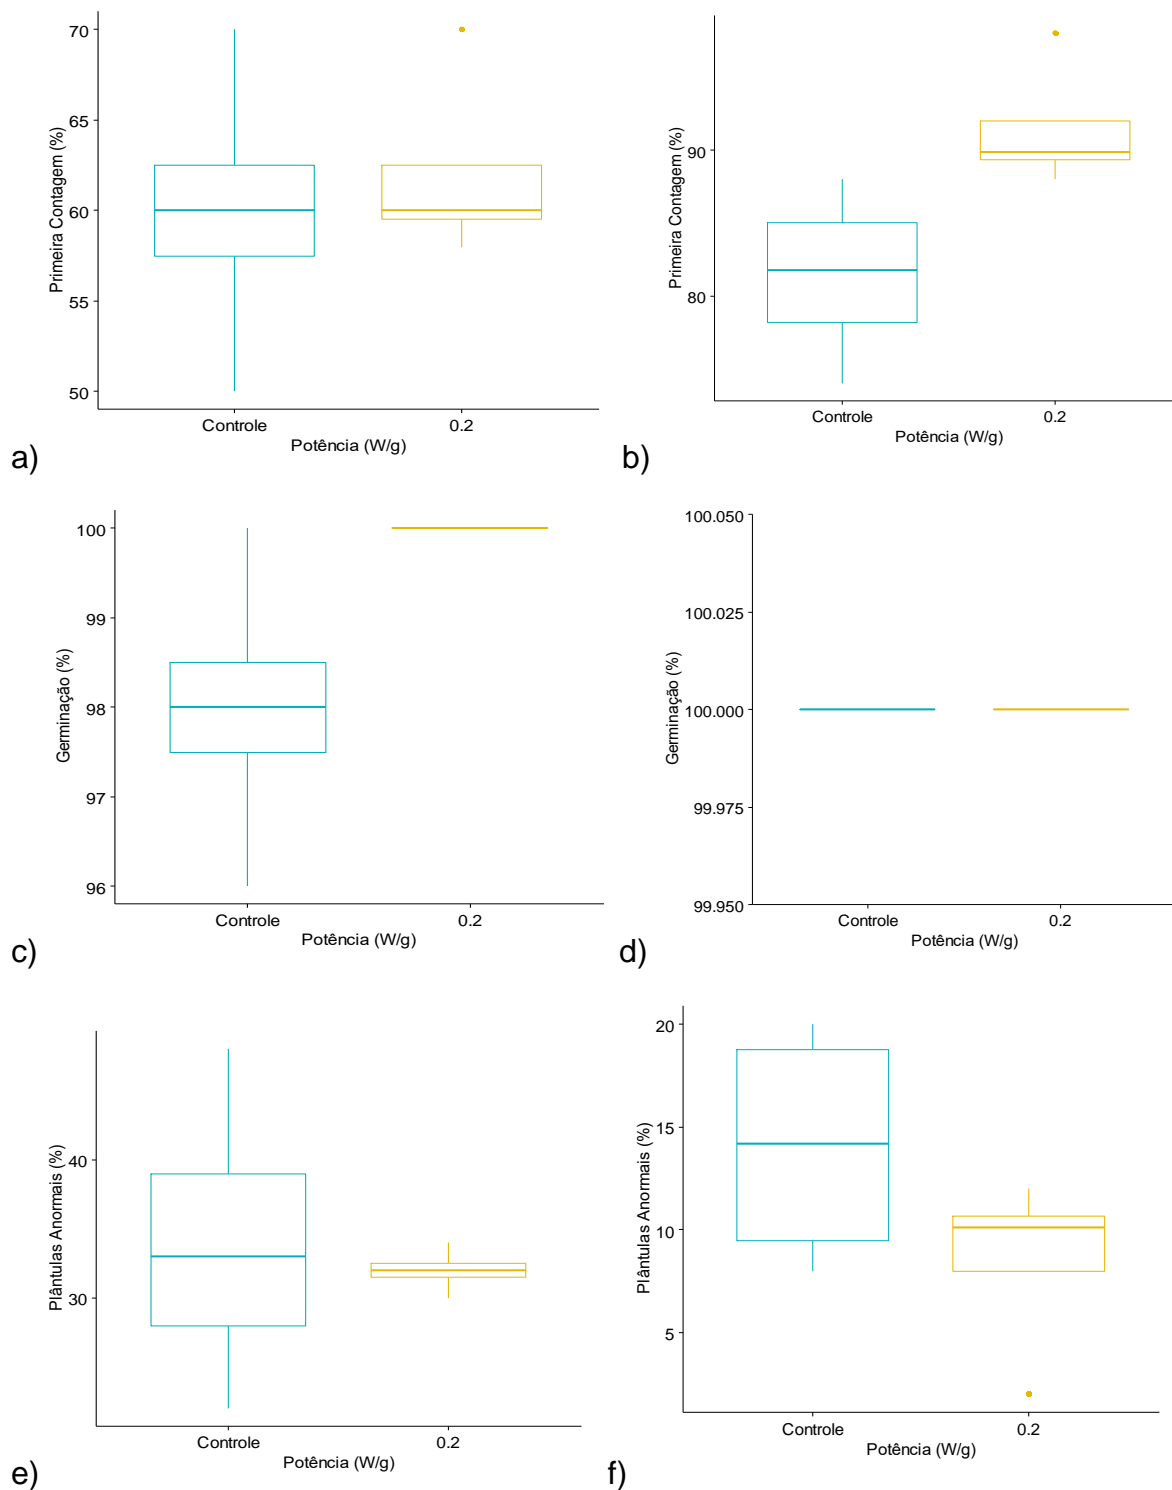 70
65
60
55
50
Primeira Contagem (%)
Controle
0.2
Potência (W/g)
a)
90
80
Primeira Contagem (%)
Controle
0.2
Potência (W/g)
b)
100
99
98
97
96
Germinação (%)
Controle
0.2
Potência (W/g)
c)
100.050
100.025
100.000
99.975
99.950
Germinação (%)
Controle
0.2
Potência (W/g)
d)
40
30
Plântulas Anormais (%)
Controle
0.2
Potência (W/g)
e)
20
15
10
5
Plântulas Anormais (%)
Controle
0.2
Potência (W/g)
f)